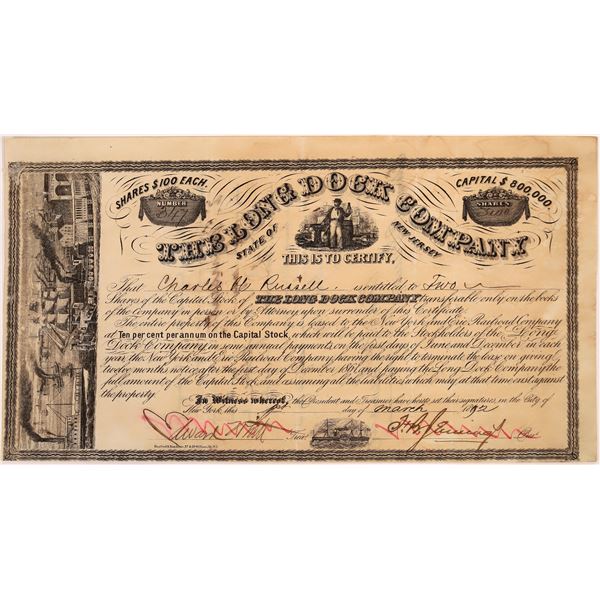 SHARES $100 EACH.
CAPITAL $800,000.
NUMBER
SHARES
THE LONG DOCK COMPANY
STATE OF NEW JERSEY
THIS IS TO CERTIFY,
That Charles H Russell is entitled to Two
Shares of the Capital Stock of THE LONG DOCK COMPANY transferable only on the books
of the Company in person or by Attorney upon surrender of this Certificate.
The entire property of this Company is leased to the New York and Erie Railroad Company
at Ten per cent per annum on the Capital Stock, which will be paid to the Stockholders of the Long
Dock Company in semi annual payments on the first days of June and December in each
year, the New York and Erie Railroad Company, having the right to terminate the lease on giving
twelve months notice after the first day of December 1861 and paying the Long Dock Company the
full amount of the Capital Stock, and assuming all the liabilities which may at that time exist against
the property.
In Witness whereof, the President and Treasurer have hereunto set their signatures, in the City of
New York, this day of March
Treas
Pres